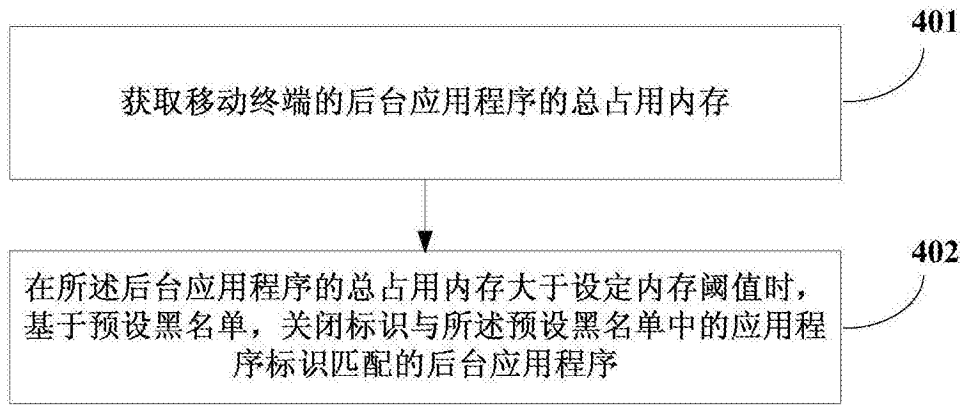 401
获取移动终端的后台应用程序的总占用内存
402
在所述后台应用程序的总占用内存大于设定内存阈值时，
基于预设黑名单，关闭标识与所述预设黑名单中的应用程
序标识匹配的后台应用程序